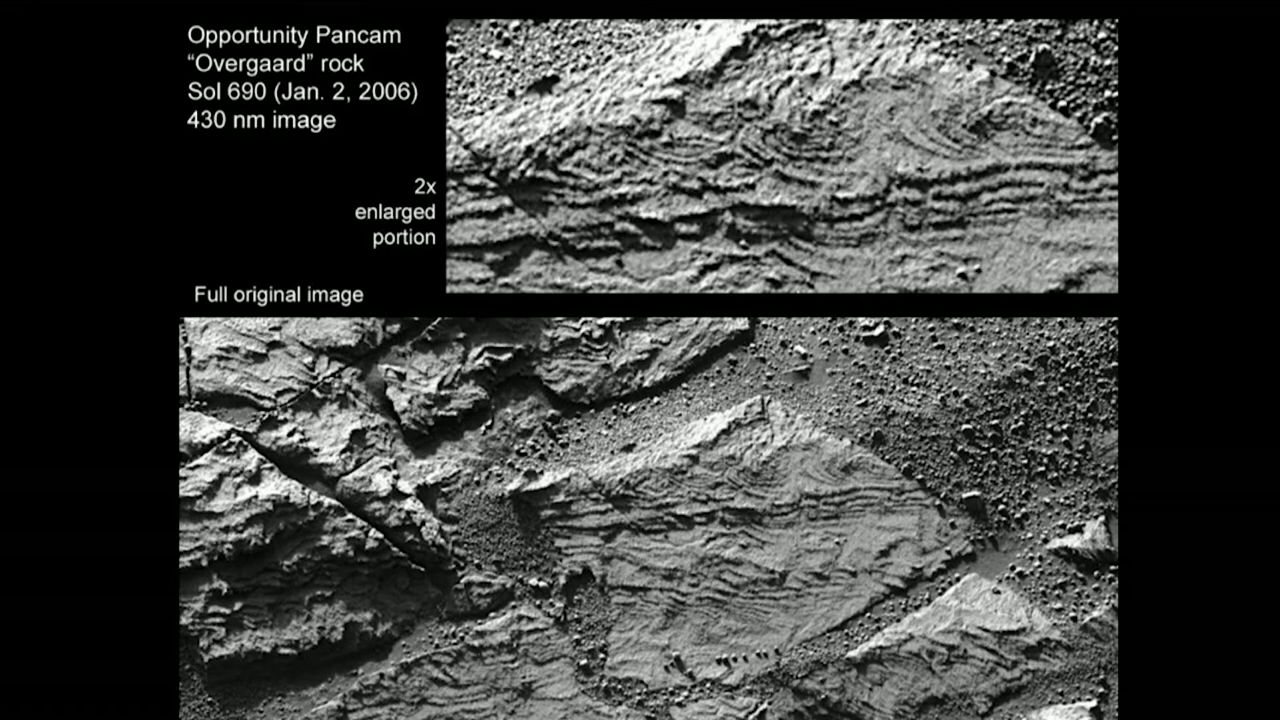 Opportunity Pancam
“Overgaard” rock
Sol 690 (Jan. 2, 2006)
430 nm image
2x
enlarged
portion
Full original image